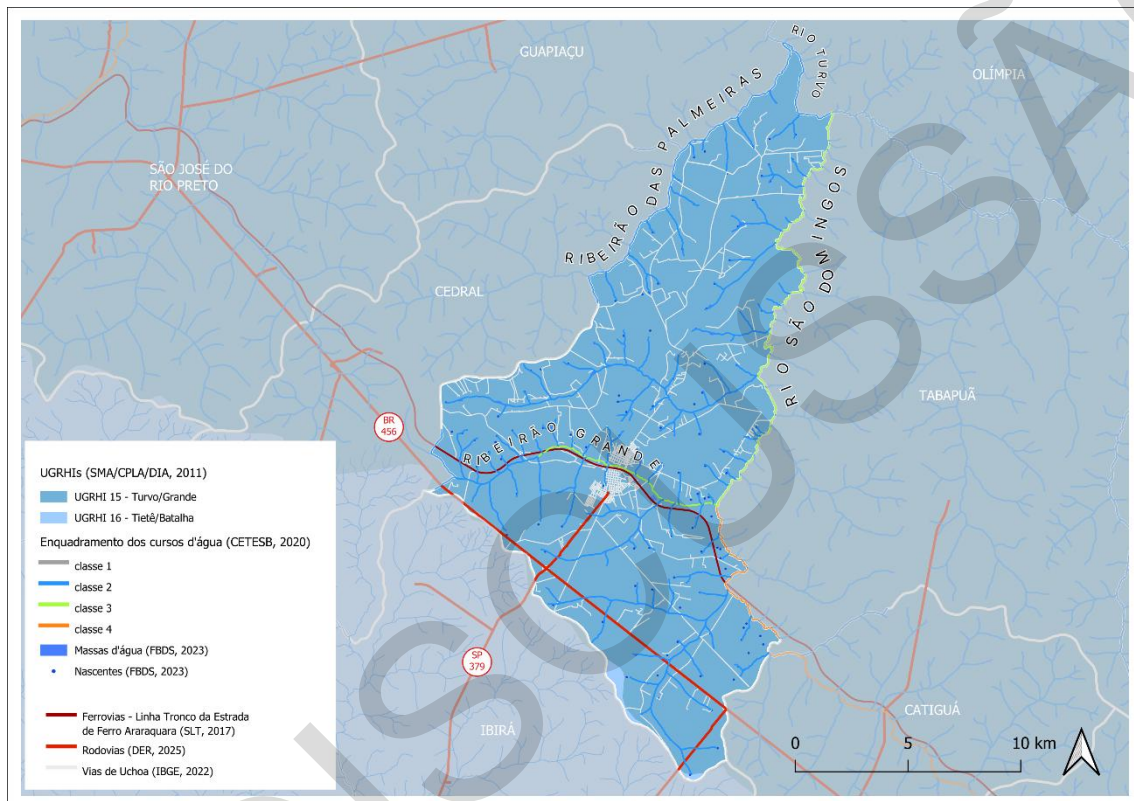 GUAPIAÇU
RIO TURVO
OLÍMPIA
RIBEIRÃO DAS PALMEIRAS
SÃO JOSÉ DO
RIO PRETO
RIO SÃO DOMINGOS
CEDRAL
TABAPUÃ
BR
456
RIBEIRÃO GRANDE
UGRHIs (SMA/CPLA/DIA, 2011)
UGRHI 15 - Turvo/Grande
UGRHI 16 - Tietê/Batalha
Enquadramento dos cursos d'água (CETESB, 2020)
classe 1
classe 2
classe 3
classe 4
Massas d'água (FBDS, 2023)
Nascentes (FBDS, 2023)
Ferrovias - Linha Tronco da Estrada
de Ferro Araraquara (SLT, 2017)
Rodovias (DER, 2025)
Vias de Uchoa (IBGE, 2022)
SP
379
IBIRÁ
CATIGUÁ
0 5 10 km
DISCUSSÃ